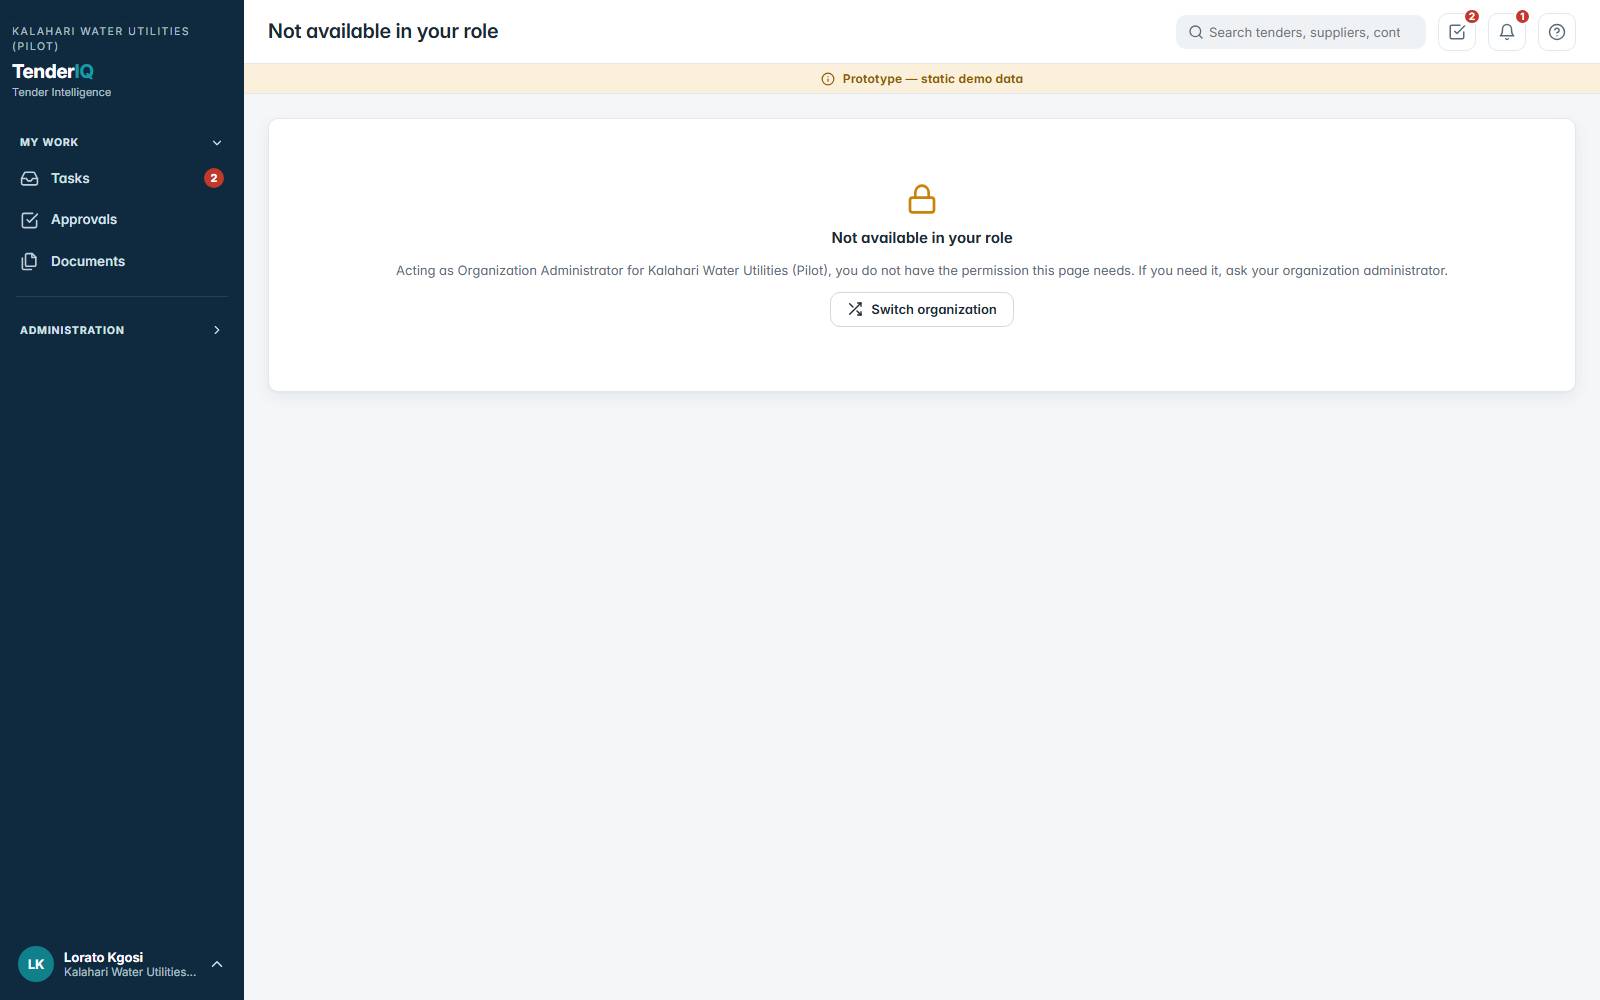 KALAHARI WATER UTILITIES
(PILOT)
TenderIQ
Tender Intelligence
MY WORK
Tasks
2
Approvals
Documents
ADMINISTRATION
LK
Lorato Kgosi
Kalahari Water Utilities...
Not available in your role
Search tenders, suppliers, cont
2
1
Prototype — static demo data
Not available in your role
Acting as Organization Administrator for Kalahari Water Utilities (Pilot), you do not have the permission this page needs. If you need it, ask your organization administrator.
Switch organization